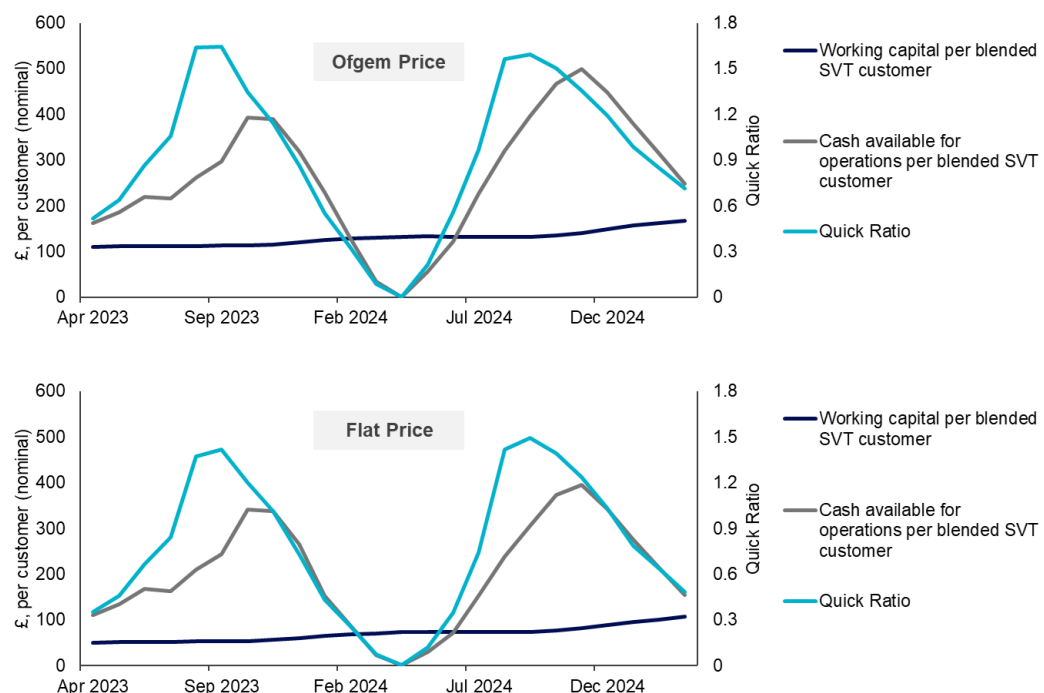 600
500
400
300
200
100
0
£, per customer (nominal)
Ofgem Price
1.8
1.5
1.2
0.9
0.6
0.3
0
Quick Ratio
Apr 2023
Sep 2023
Feb 2024
Jul 2024
Dec 2024
Working capital per blended
SVT customer
Cash available for
operations per blended SVT
customer
Quick Ratio
600
500
400
300
200
100
0
£, per customer (nominal)
Flat Price
1.8
1.5
1.2
0.9
0.6
0.3
0
Quick Ratio
Apr 2023
Sep 2023
Feb 2024
Jul 2024
Dec 2024
Working capital per blended
SVT customer
Cash available for
operations per blended SVT
customer
Quick Ratio